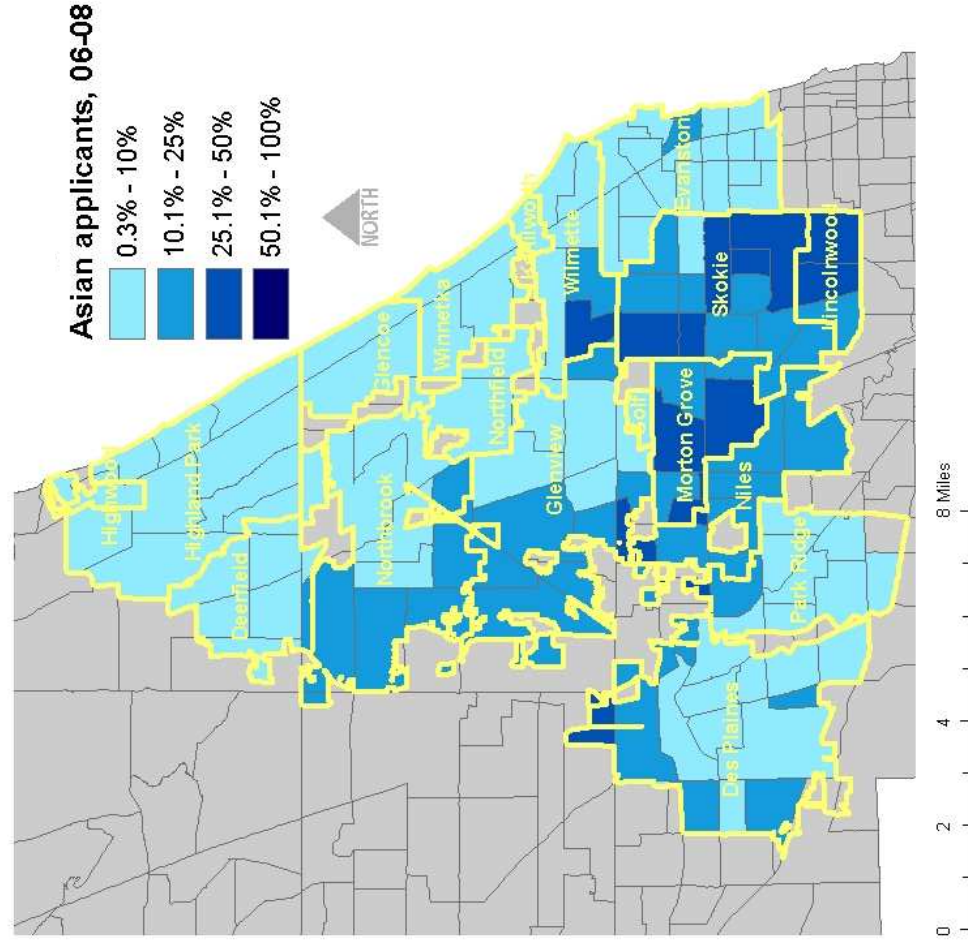 Asian applicants, 06-08
0.3% - 10%
10.1% - 25%
25.1% - 50%
50.1% - 100%
NORTH
Highwood
Highland Park
Deerfield
Glencoe
Northbrook
Winnetka
Northfield
Kenilworth
Wilmette
Glenview
Evanston
Golf
Skokie
Morton Grove
Lincolnwood
Niles
Park Ridge
Des Plaines
0 2 4 8 Miles